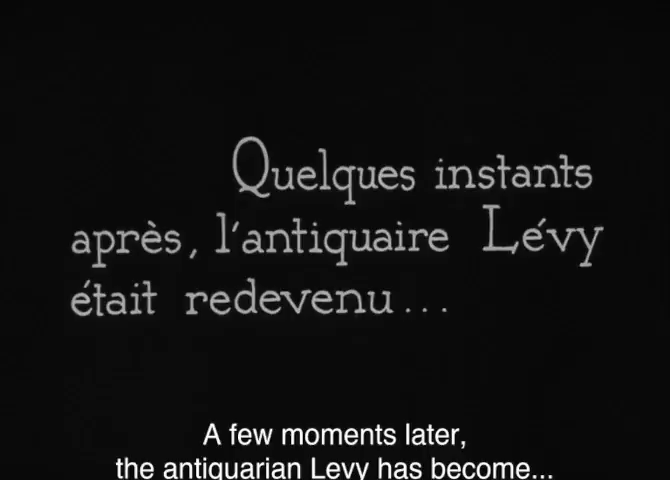 Quelques instants
après, l'antiquaire Lévy
était redevenu...
A few moments later,
the antiquarian Levy has become...